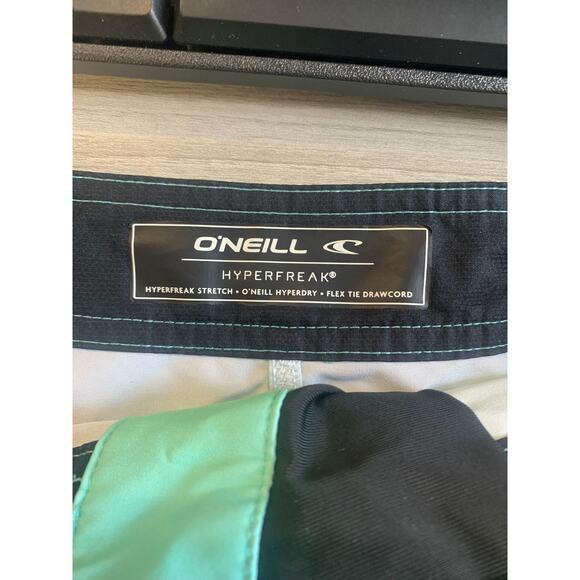 O'NEILL
HYPERFREAK®
HYPERFREAK STRETCH • O'NEILL HYPERDRY • FLEX TIE DRAWCORD